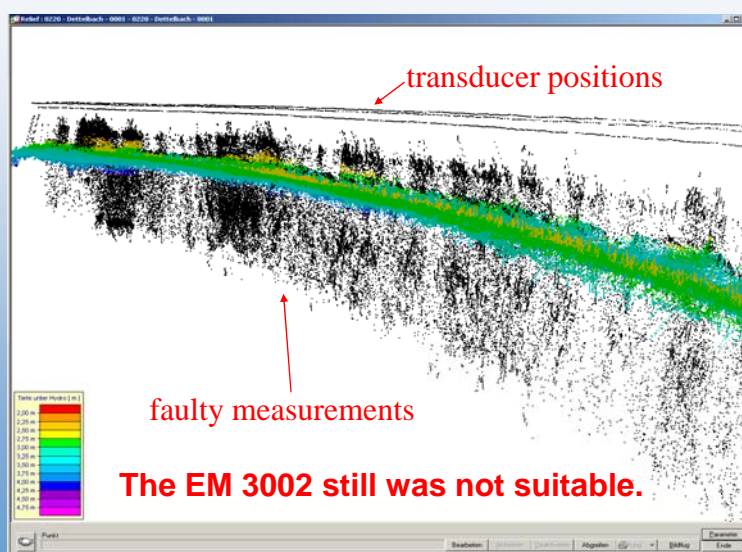 Relief : 0220 - Dettelbach - 0001 - 0220 - Dettelbach - 0001
transducer positions
faulty measurements
Tiefe unter Hydro [ m ]
2,00 m
2,25 m
2,50 m
2,75 m
3,00 m
3,25 m
3,50 m
3,75 m
4,00 m
4,25 m
4,50 m
4,75 m
The EM 3002 still was not suitable.
Punkt
Parameter
Bearbeiten
Abgreifen
Bildflug
Ende